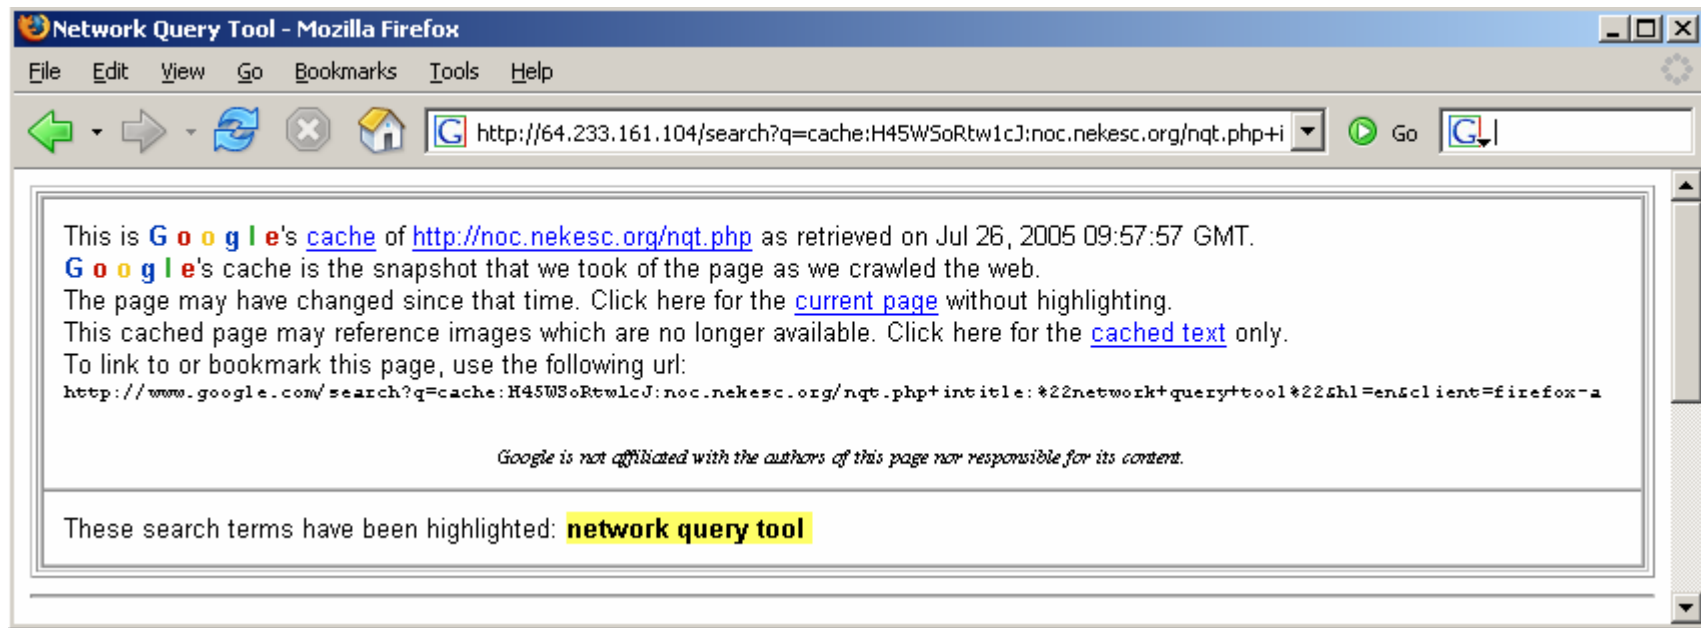 Network Query Tool - Mozilla Firefox
File Edit View Go Bookmarks Tools Help
http://64.233.161.104/search?q=cache:H45WSoRtw1cJ:noc.nekesc.org/nqt.php+i Go
This is Google's cache of http://noc.nekesc.org/nqt.php as retrieved on Jul 26, 2005 09:57:57 GMT.
Google's cache is the snapshot that we took of the page as we crawled the web.
The page may have changed since that time. Click here for the current page without highlighting.
This cached page may reference images which are no longer available. Click here for the cached text only.
To link to or bookmark this page, use the following url:
http://www.google.com/search?q=cache:H45WSoRtw1cJ:noc.nekesc.org/nqt.php+intitle:%22network+query+tool%22&hl=en&client=firefox-a
Google is not affiliated with the authors of this page nor responsible for its content.
These search terms have been highlighted: network query tool